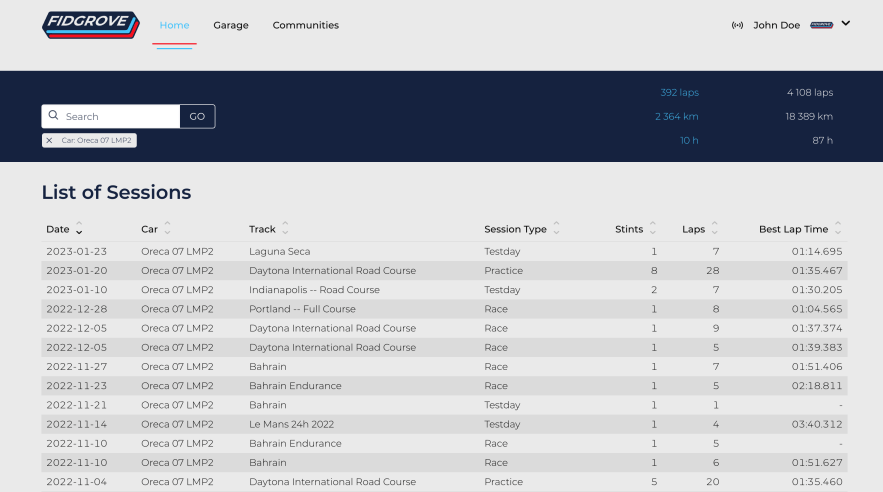 FIDGROVE Home Garage Communities John Doe FIDGROVE
392 laps 4 108 laps
Search GO 2 364 km 18 389 km
Car: Oreca 07 LMP2 10 h 87 h
List of Sessions
Date Car Track Session Type Stints Laps Best Lap Time
2023-01-23 Oreca 07 LMP2 Laguna Seca Testday 1 7 01:14.695
2023-01-20 Oreca 07 LMP2 Daytona International Road Course Practice 8 28 01:35.467
2023-01-10 Oreca 07 LMP2 Indianapolis -- Road Course Testday 2 7 01:30.205
2022-12-28 Oreca 07 LMP2 Portland -- Full Course Race 1 8 01:04.565
2022-12-05 Oreca 07 LMP2 Daytona International Road Course Race 1 9 01:37.374
2022-12-05 Oreca 07 LMP2 Daytona International Road Course Race 1 5 01:39.383
2022-11-27 Oreca 07 LMP2 Bahrain Race 1 7 01:51.406
2022-11-23 Oreca 07 LMP2 Bahrain Endurance Race 1 5 02:18.811
2022-11-21 Oreca 07 LMP2 Bahrain Testday 1 1 -
2022-11-14 Oreca 07 LMP2 Le Mans 24h 2022 Testday 1 4 03:40.312
2022-11-10 Oreca 07 LMP2 Bahrain Endurance Race 1 5 -
2022-11-10 Oreca 07 LMP2 Bahrain Race 1 6 01:51.627
2022-11-04 Oreca 07 LMP2 Daytona International Road Course Practice 5 20 01:35.460